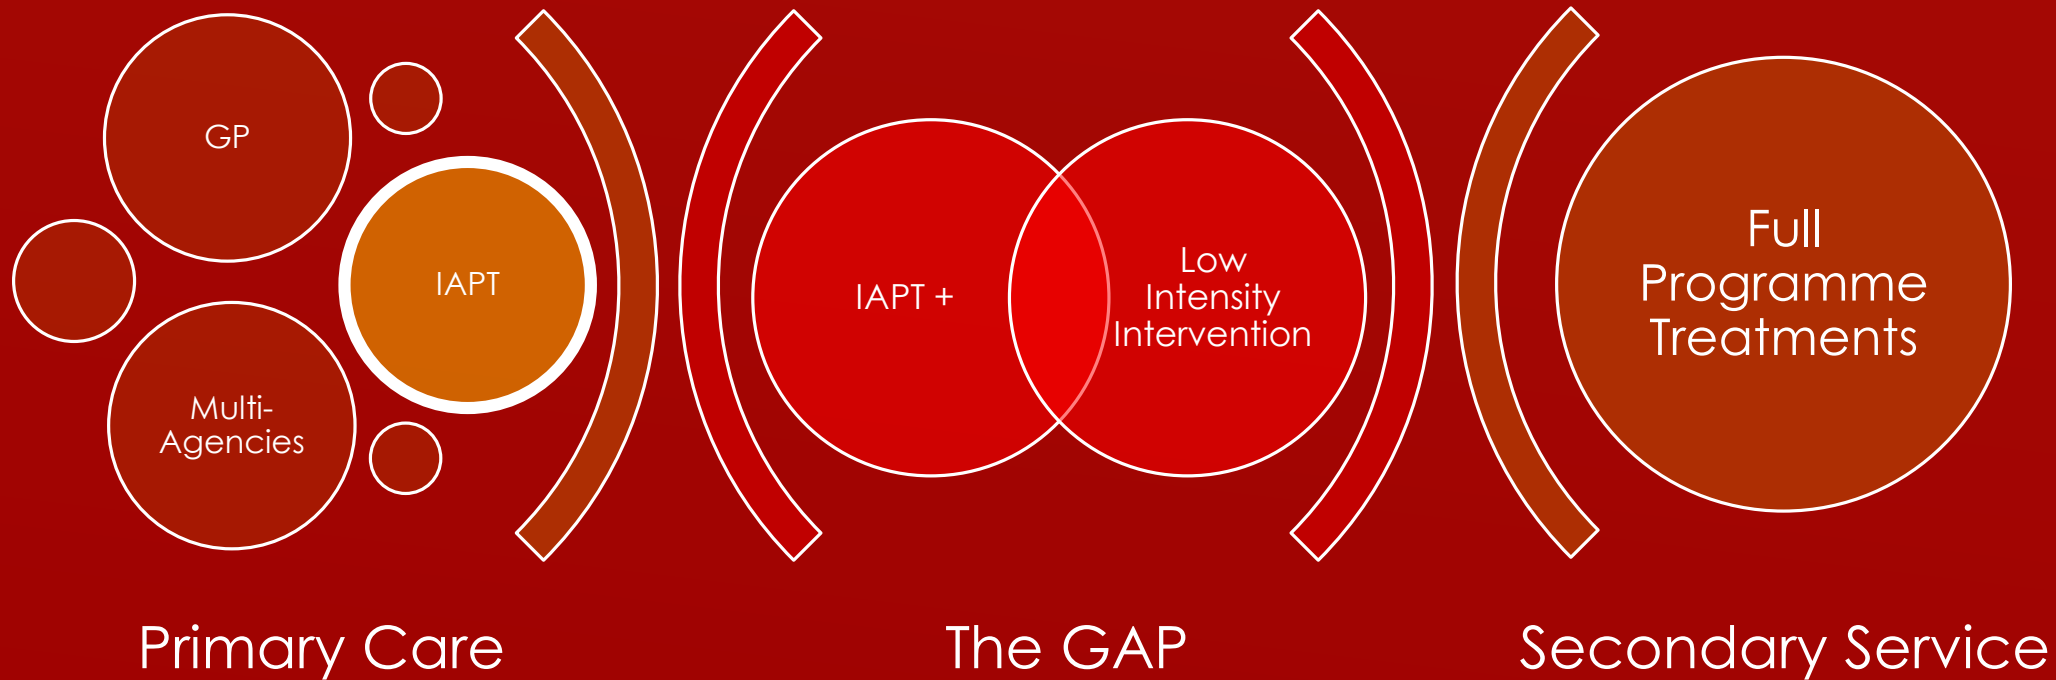 GP
IAPT
Multi-
Agencies
IAPT +
Low
Intensity
Intervention
Full
Programme
Treatments
Primary Care
The GAP
Secondary Service